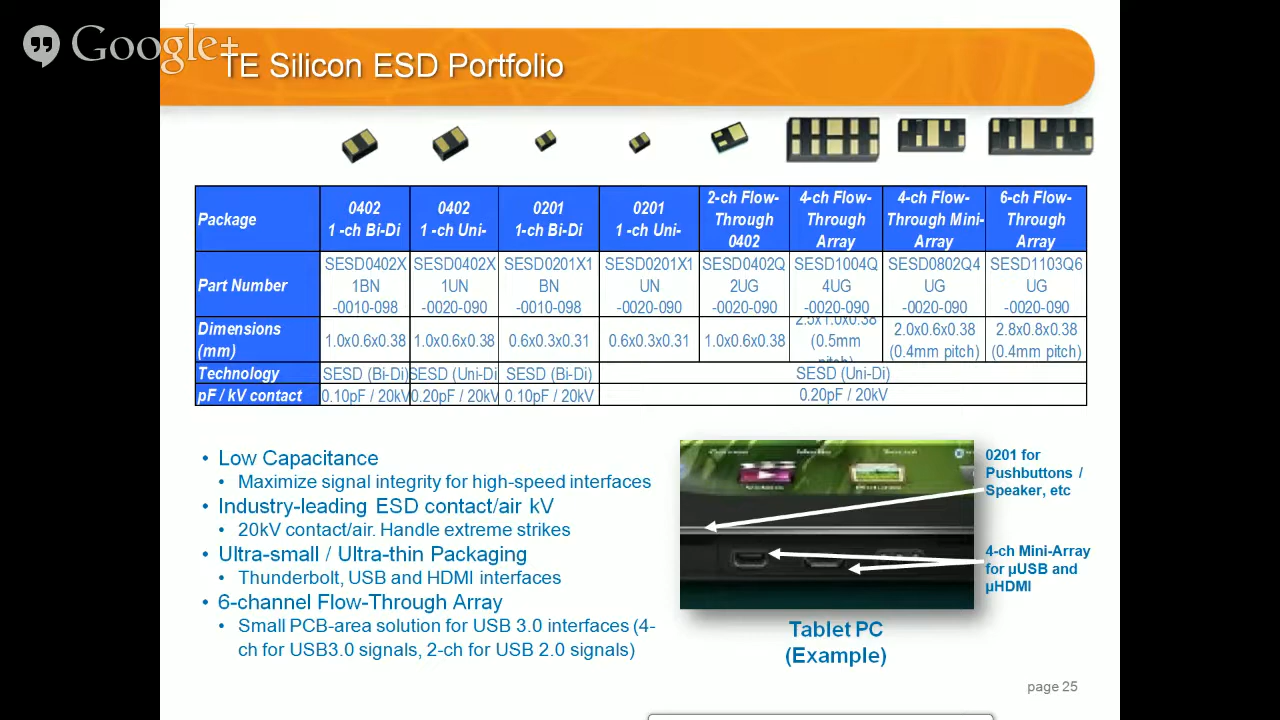 Google+
TE Silicon ESD Portfolio
Package
0402
1 -ch Bi-Di
0402
1 -ch Uni-
0201
1-ch Bi-Di
0201
1 -ch Uni-
2-ch Flow-
Through
0402
4-ch Flow-
Through
Array
4-ch Flow-
Through Mini-
Array
6-ch Flow-
Through
Array
Part Number
SESD0402X
1BN
-0010-098
SESD0402X
1UN
-0020-090
SESD0201X1
BN
-0010-098
SESD0201X1
UN
-0020-090
SESD0402Q
2UG
-0020-090
SESD1004Q
4UG
-0020-090
SESD0802Q4
UG
-0020-090
SESD1103Q6
UG
-0020-090
Dimensions
(mm)
1.0x0.6x0.38
1.0x0.6x0.38
0.6x0.3x0.31
0.6x0.3x0.31
1.0x0.6x0.38
2.5x1.0x0.38
(0.5mm
pitch)
2.0x0.6x0.38
(0.4mm pitch)
2.8x0.8x0.38
(0.4mm pitch)
Technology
SESD (Bi-Di)
SESD (Uni-Di
SESD (Bi-Di)
SESD (Uni-Di)
pF / kV contact
0.10pF / 20kV
0.20pF / 20kV
0.10pF / 20kV
0.20pF / 20kV
• Low Capacitance
• Maximize signal integrity for high-speed interfaces
• Industry-leading ESD contact/air kV
• 20kV contact/air. Handle extreme strikes
• Ultra-small / Ultra-thin Packaging
• Thunderbolt, USB and HDMI interfaces
• 6-channel Flow-Through Array
• Small PCB-area solution for USB 3.0 interfaces (4-
ch for USB3.0 signals, 2-ch for USB 2.0 signals)
0201 for
Pushbuttons /
Speaker, etc
4-ch Mini-Array
for µUSB and
µHDMI
Tablet PC
(Example)
page 25